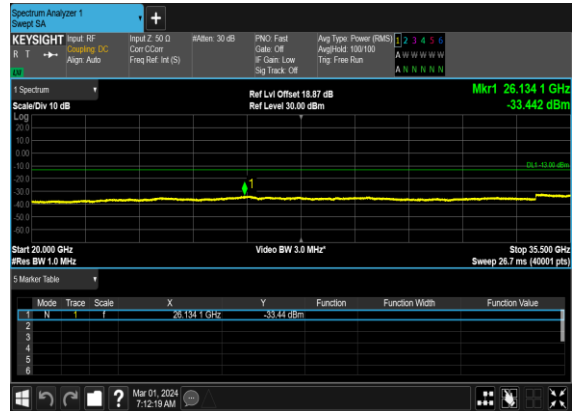 Spectrum Analyzer 1
Swept SA
+
KEYSIGHT Input: RF Input Z: 50 Ω #Atten: 30 dB PNO: Fast Avg Type: Power (RMS) 1 2 3 4 5 6
R T Coupling: DC Corr CCorr Gate: Off Avg|Hold: 100/100 A W W W W W
Align: Auto Freq Ref: Int (S) IF Gain: Low Trig: Free Run A N N N N N
Sig Track: Off
1 Spectrum Ref Lvl Offset 18.87 dB Mkr1 26.134 1 GHz
Scale/Div 10 dB Ref Level 30.00 dBm -33.442 dBm
Log
20.0
10.0
0.00
-10.0 DL1 -13.00 dBm
-20.0
-30.0 1
-40.0
-50.0
-60.0
Start 20.000 GHz Video BW 3.0 MHz* Stop 35.500 GHz
#Res BW 1.0 MHz Sweep 26.7 ms (40001 pts)
5 Marker Table
Mode Trace Scale X Y Function Function Width Function Value
1 N 1 f 26.134 1 GHz -33.44 dBm
2
3
4
5
6
? Mar 01, 2024
7:12:19 AM